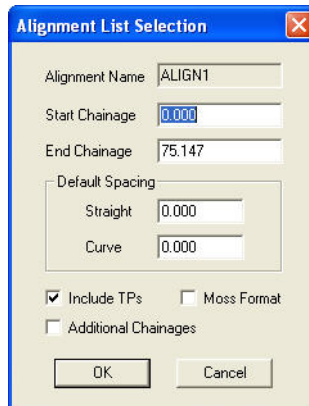 Alignment List Selection
Alignment Name ALIGN1
Start Chainage 0.000
End Chainage 75.147
Default Spacing
Straight 0.000
Curve 0.000
Include TPs Moss Format
Additional Chainages
OK Cancel